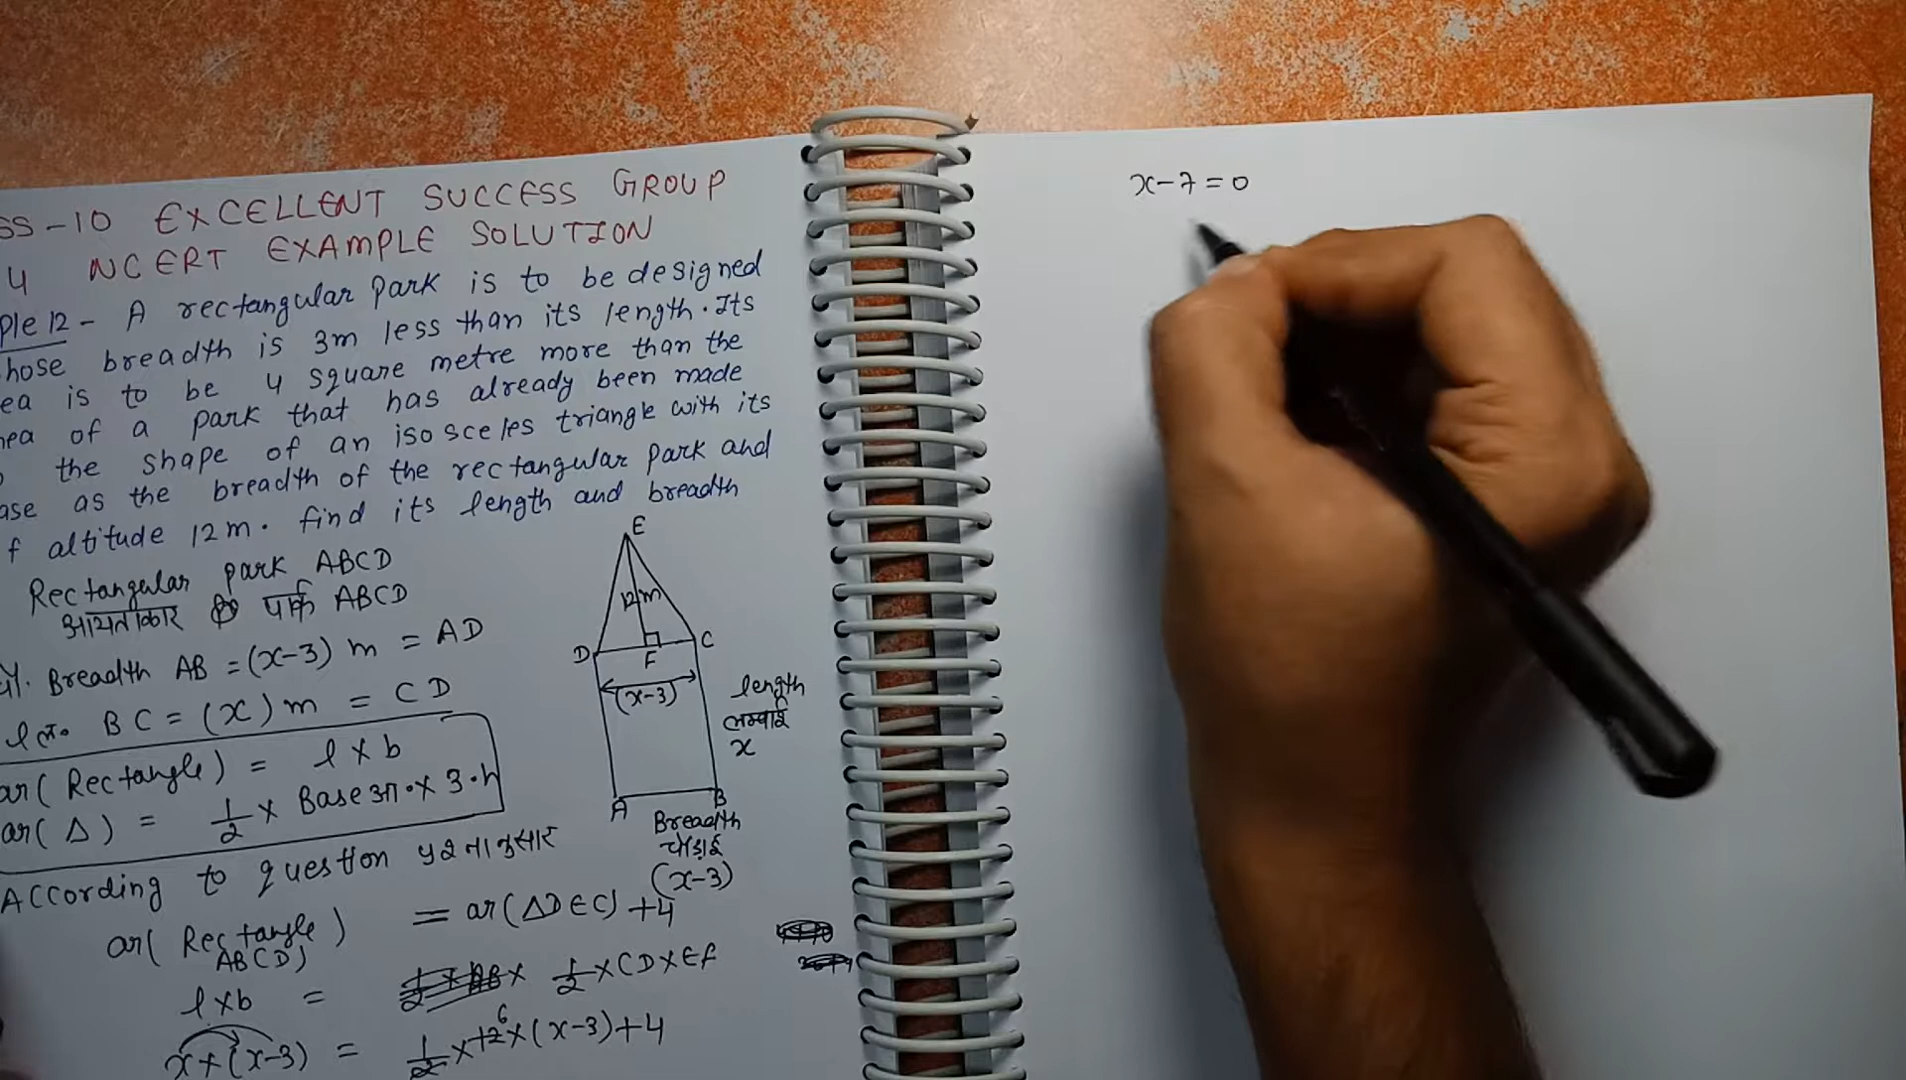 SS-10 EXCELLENT SUCCESS GROUP
4 NCERT EXAMPLE SOLUTION
ple 12 - A rectangular park is to be designed
hose breadth is 3m less than its length. Its
ea is to be 4 square metre more than the
rea of a park that has already been made
the shape of an isosceles triangle with its
ase as the breadth of the rectangular park and
f altitude 12m. find its length and breadth
Rectangular park ABCD
आयताकार पार्क ABCD
Breadth AB = (x-3) m = AD
BC = (x) m = CD
ar (Rectangle) = l × b
ar (Δ) = 1/2 × Base आ० × 3.h
According to question प्रश्नानुसार
ar (Rectangle ABCD) = ar (ΔDEC) + 4
l×b = 1/2 × CD × EF
x+(x-3) = 1/2 × 12 6 × (x-3)+4
E
12m
D
F
C
(x-3)
length
लम्बाई
x
A
B
Breadth
चौड़ाई
(x-3)
x-7=0